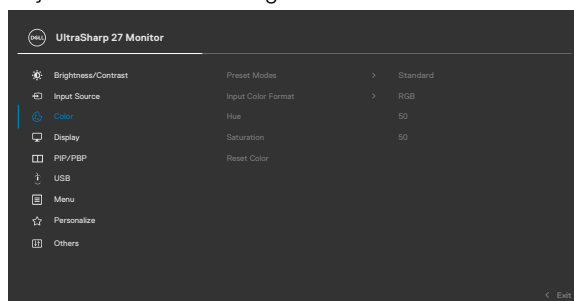 DELL UltraSharp 27 Monitor
Brightness/Contrast Preset Modes > Standard
Input Source Input Color Format > RGB
Color Hue 50
Display Saturation 50
PIP/PBP Reset Color
USB
Menu
Personalize
Others
< Exit